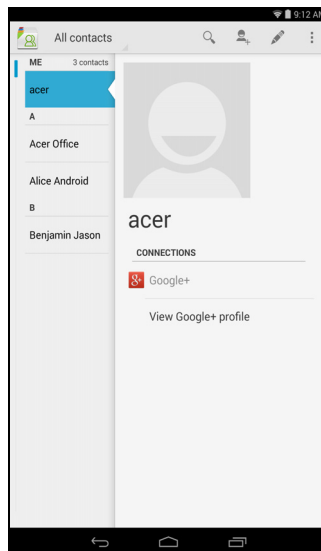 9:12 AM
All contacts
ME 3 contacts
acer
A
Acer Office
Alice Android
B
Benjamin Jason
acer
CONNECTIONS
g+ Google+
View Google+ profile